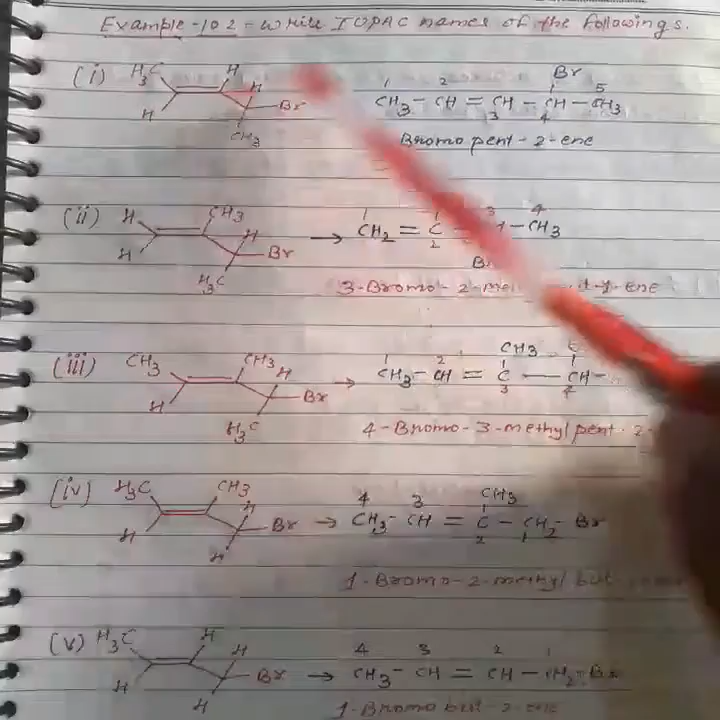 Example-10.2 = Write IUPAC names of the followings.
(i) H3C H H Br H CH3
Br
1 2 5
CH3 - CH = CH - CH - CH3
3 4
Bromo pent-2-ene
(ii) H CH3 H Br H H3C
1 4
CH2 = C - CH3
2
3-Bromo-2-
(iii) CH3 CH3 H Br H H3C
CH3
1 2
CH3 - CH = C — CH -
3 4
4-Bromo-3-methyl pent-2-
(iv) H3C CH3 H Br H H
CH3
4 3
CH3 - CH = C - CH2 - Br
2 1
1-Bromo-2-methyl but-
(v) H3C H H Br H H
4 3 2 1
CH3 - CH = CH - CH2 - Br
1-Bromo but-2-ene